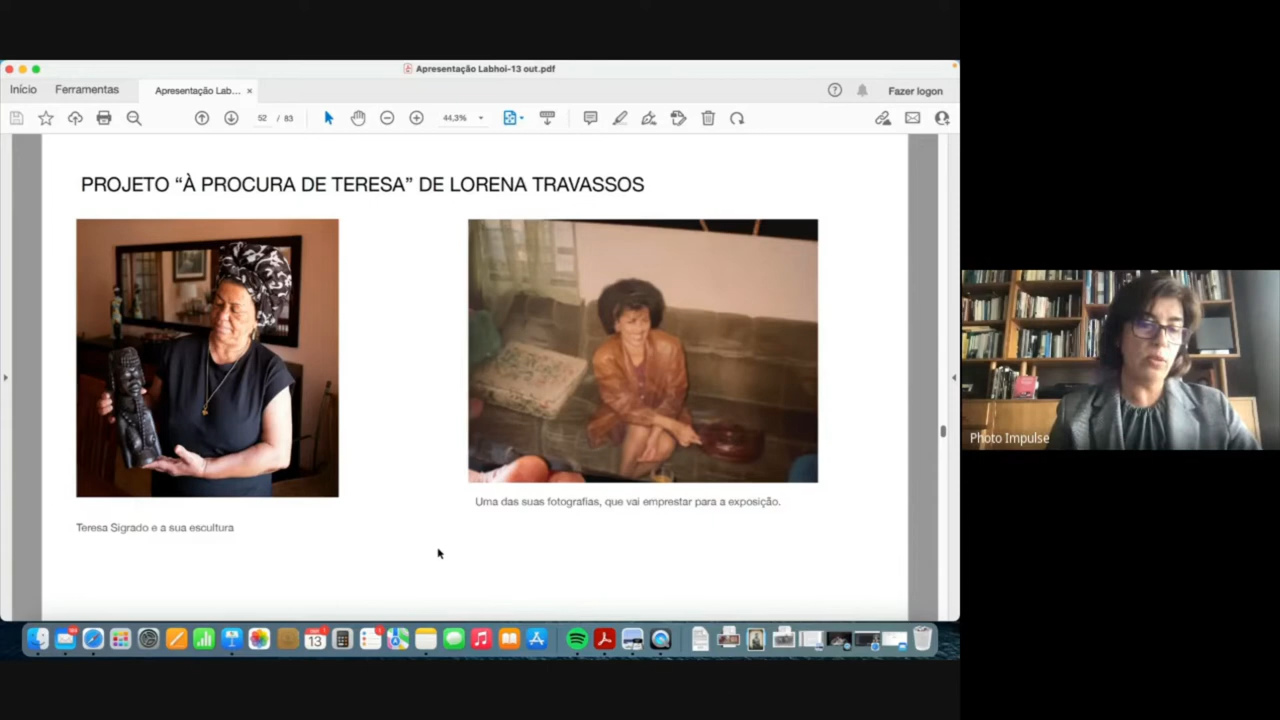 Apresentação Labhoi-13 out.pdf
Início
Ferramentas
Apresentação Lab... ×
Fazer logon
52 / 83
44,3%
PROJETO “À PROCURA DE TERESA” DE LORENA TRAVASSOS
Uma das suas fotografias, que vai emprestar para a exposição.
Teresa Sigrado e a sua escultura
Photo Impulse
13